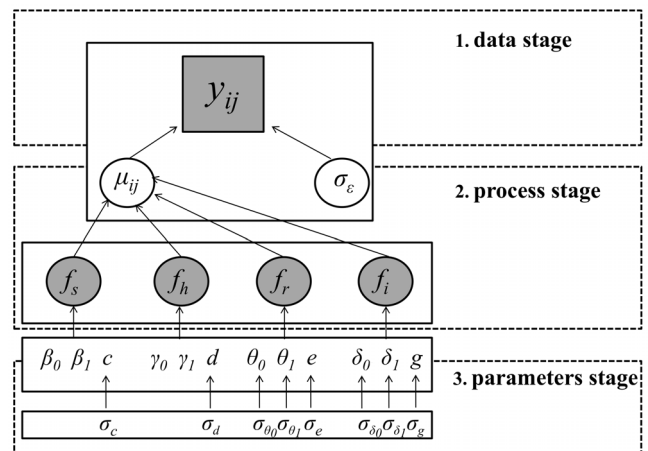 1. data stage
y_ij
μ_ij σ_ε
2. process stage
f_s f_h f_r f_i
β_0 β_1 c γ_0 γ_1 d θ_0 θ_1 e δ_0 δ_1 g
3. parameters stage
σ_c σ_d σ_θ0 σ_θ1 σ_e σ_δ0 σ_δ1 σ_g